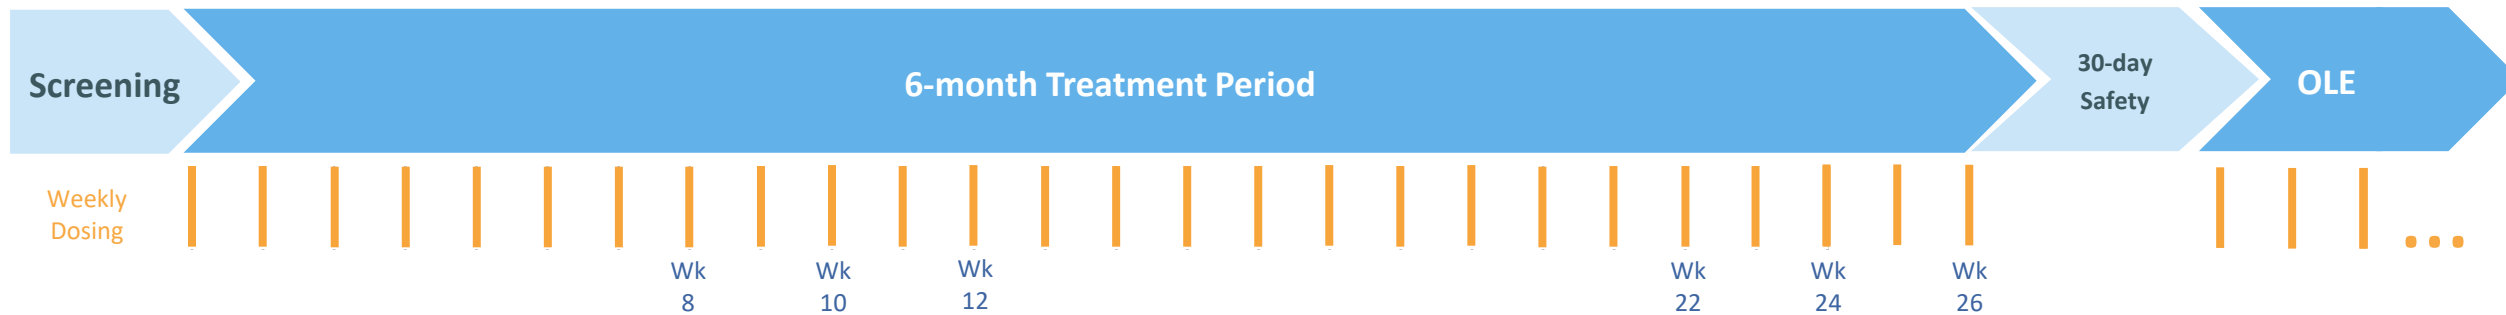 Screening
6-month Treatment Period
30-day
Safety
OLE
Weekly
Dosing
...
Wk
8
Wk
10
Wk
12
Wk
22
Wk
24
Wk
26